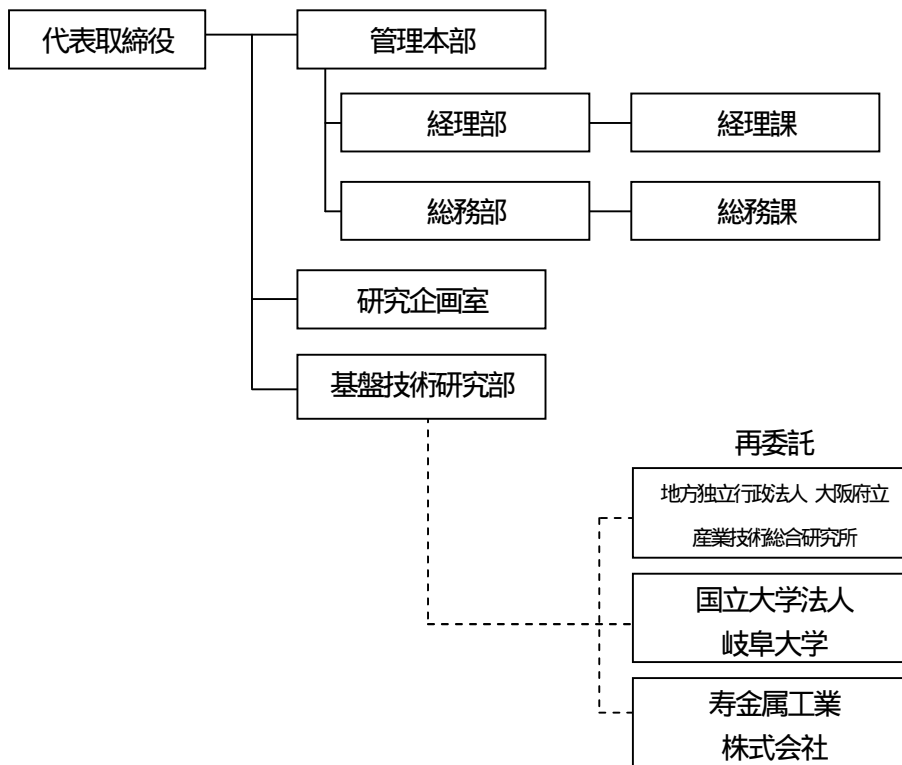 代表取締役
管理本部
経理部
経理課
総務部
総務課
研究企画室
基盤技術研究部
再委託
地方独立行政法人 大阪府立
産業技術総合研究所
国立大学法人
岐阜大学
寿金属工業
株式会社